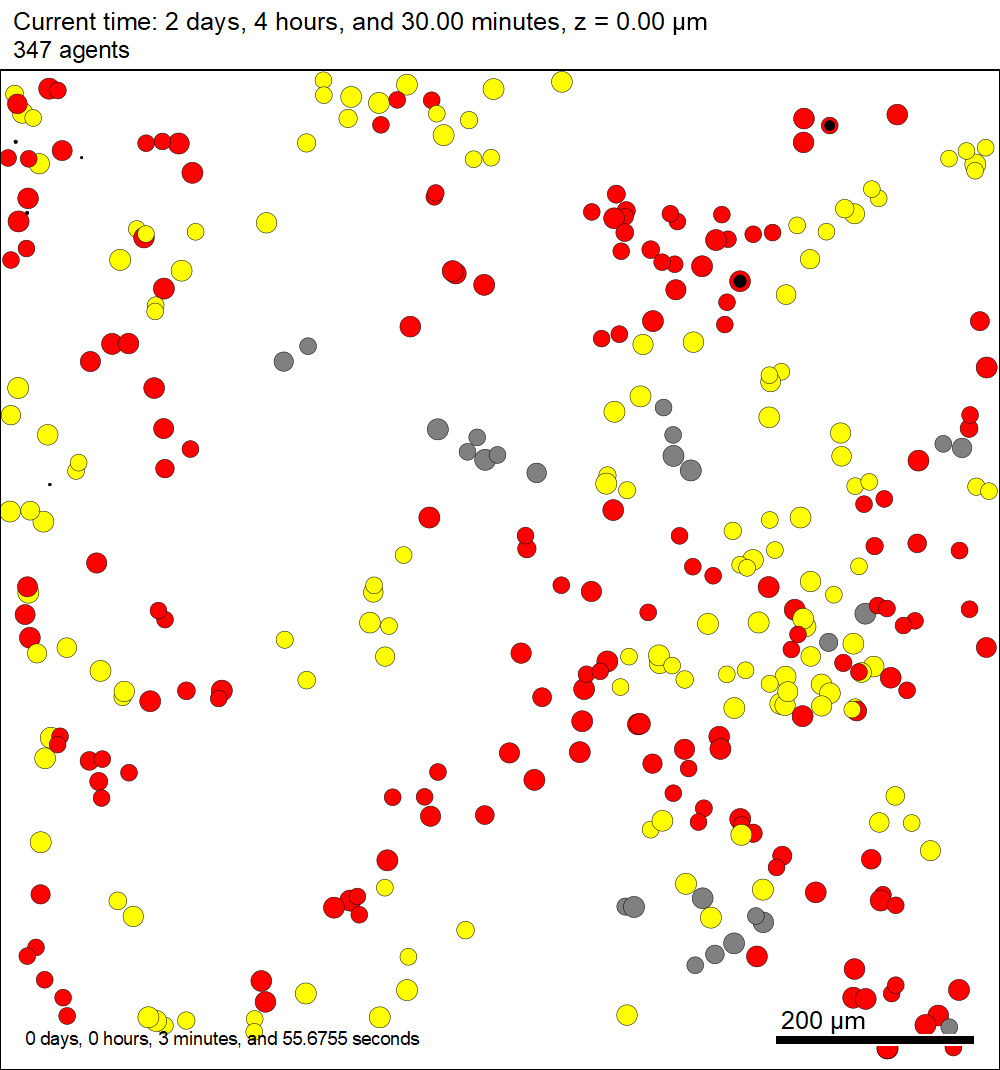 Current time: 2 days, 4 hours, and 30.00 minutes, z = 0.00 μm
347 agents
200 μm
0 days, 0 hours, 3 minutes, and 55.6755 seconds